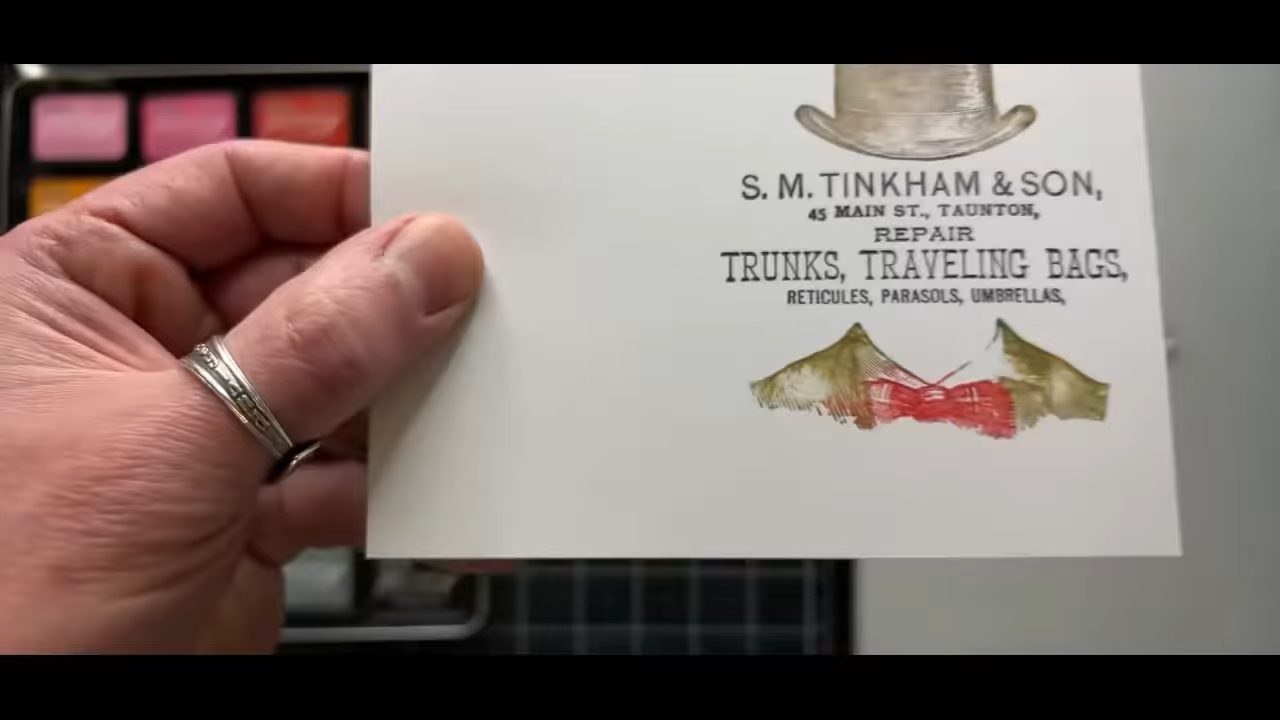 S. M. TINKHAM & SON,
45 MAIN ST., TAUNTON,
REPAIR
TRUNKS, TRAVELING BAGS,
RETICULES, PARASOLS, UMBRELLAS,